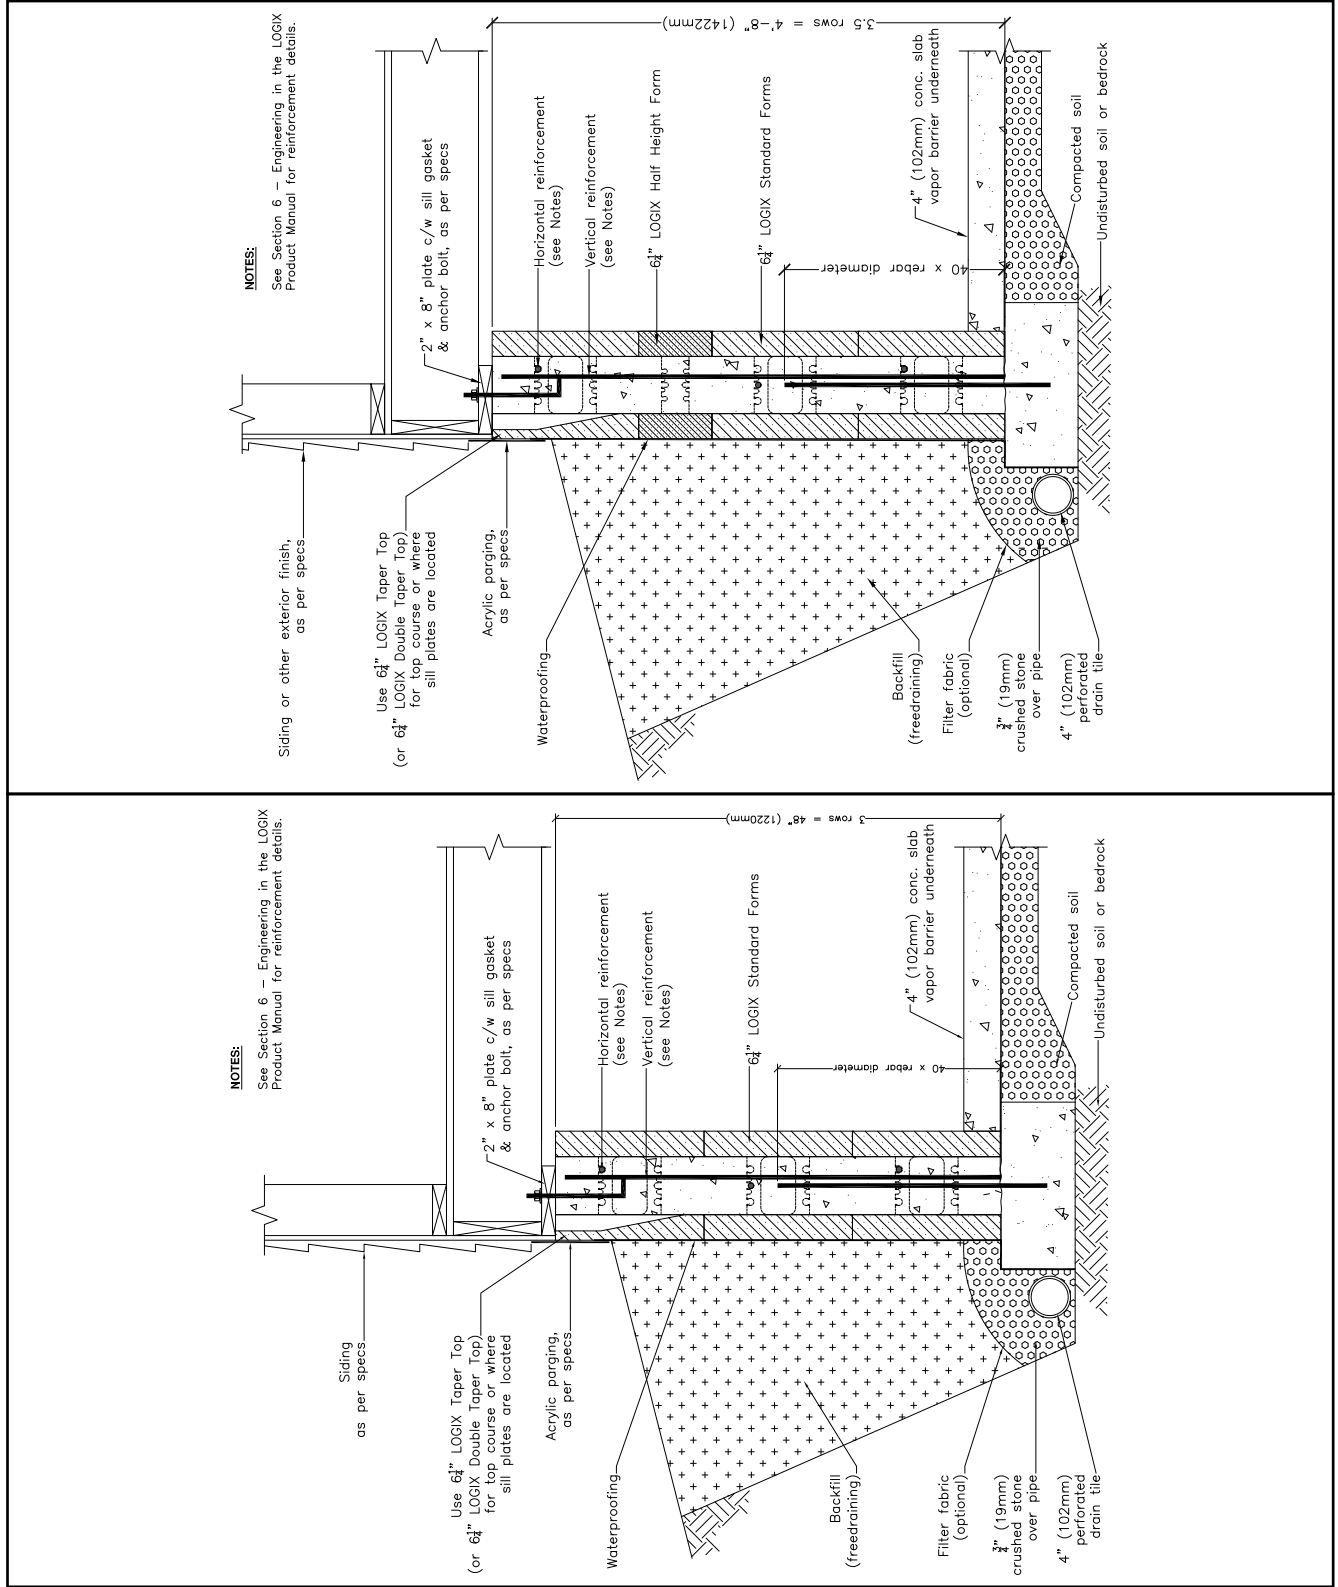 NOTES:
See Section 6 – Engineering in the LOGIX
Product Manual for reinforcement details.
Siding
as per specs
Use 6¼" LOGIX Taper Top
(or 6¼" LOGIX Double Taper Top)
for top course or where
sill plates are located
Acrylic parging,
as per specs
Waterproofing
Backfill
(freedraining)
Filter fabric
(optional)
¾" (19mm)
crushed stone
over pipe
4" (102mm)
perforated
drain tile
2" x 8" plate c/w sill gasket
& anchor bolt, as per specs
Horizontal reinforcement
(see Notes)
Vertical reinforcement
(see Notes)
6¼" LOGIX Standard Forms
40 x rebar diameter
4" (102mm) conc. slab
vapor barrier underneath
Compacted soil
Undisturbed soil or bedrock
3 rows = 48" (1220mm)
NOTES:
See Section 6 – Engineering in the LOGIX
Product Manual for reinforcement details.
Siding or other exterior finish,
as per specs
Use 6¼" LOGIX Taper Top
(or 6¼" LOGIX Double Taper Top)
for top course or where
sill plates are located
Acrylic parging,
as per specs
Waterproofing
Backfill
(freedraining)
Filter fabric
(optional)
¾" (19mm)
crushed stone
over pipe
4" (102mm)
perforated
drain tile
2" x 8" plate c/w sill gasket
& anchor bolt, as per specs
Horizontal reinforcement
(see Notes)
Vertical reinforcement
(see Notes)
6¼" LOGIX Half Height Form
6¼" LOGIX Standard Forms
40 x rebar diameter
4" (102mm) conc. slab
vapor barrier underneath
Compacted soil
Undisturbed soil or bedrock
3.5 rows = 4'-8" (1422mm)